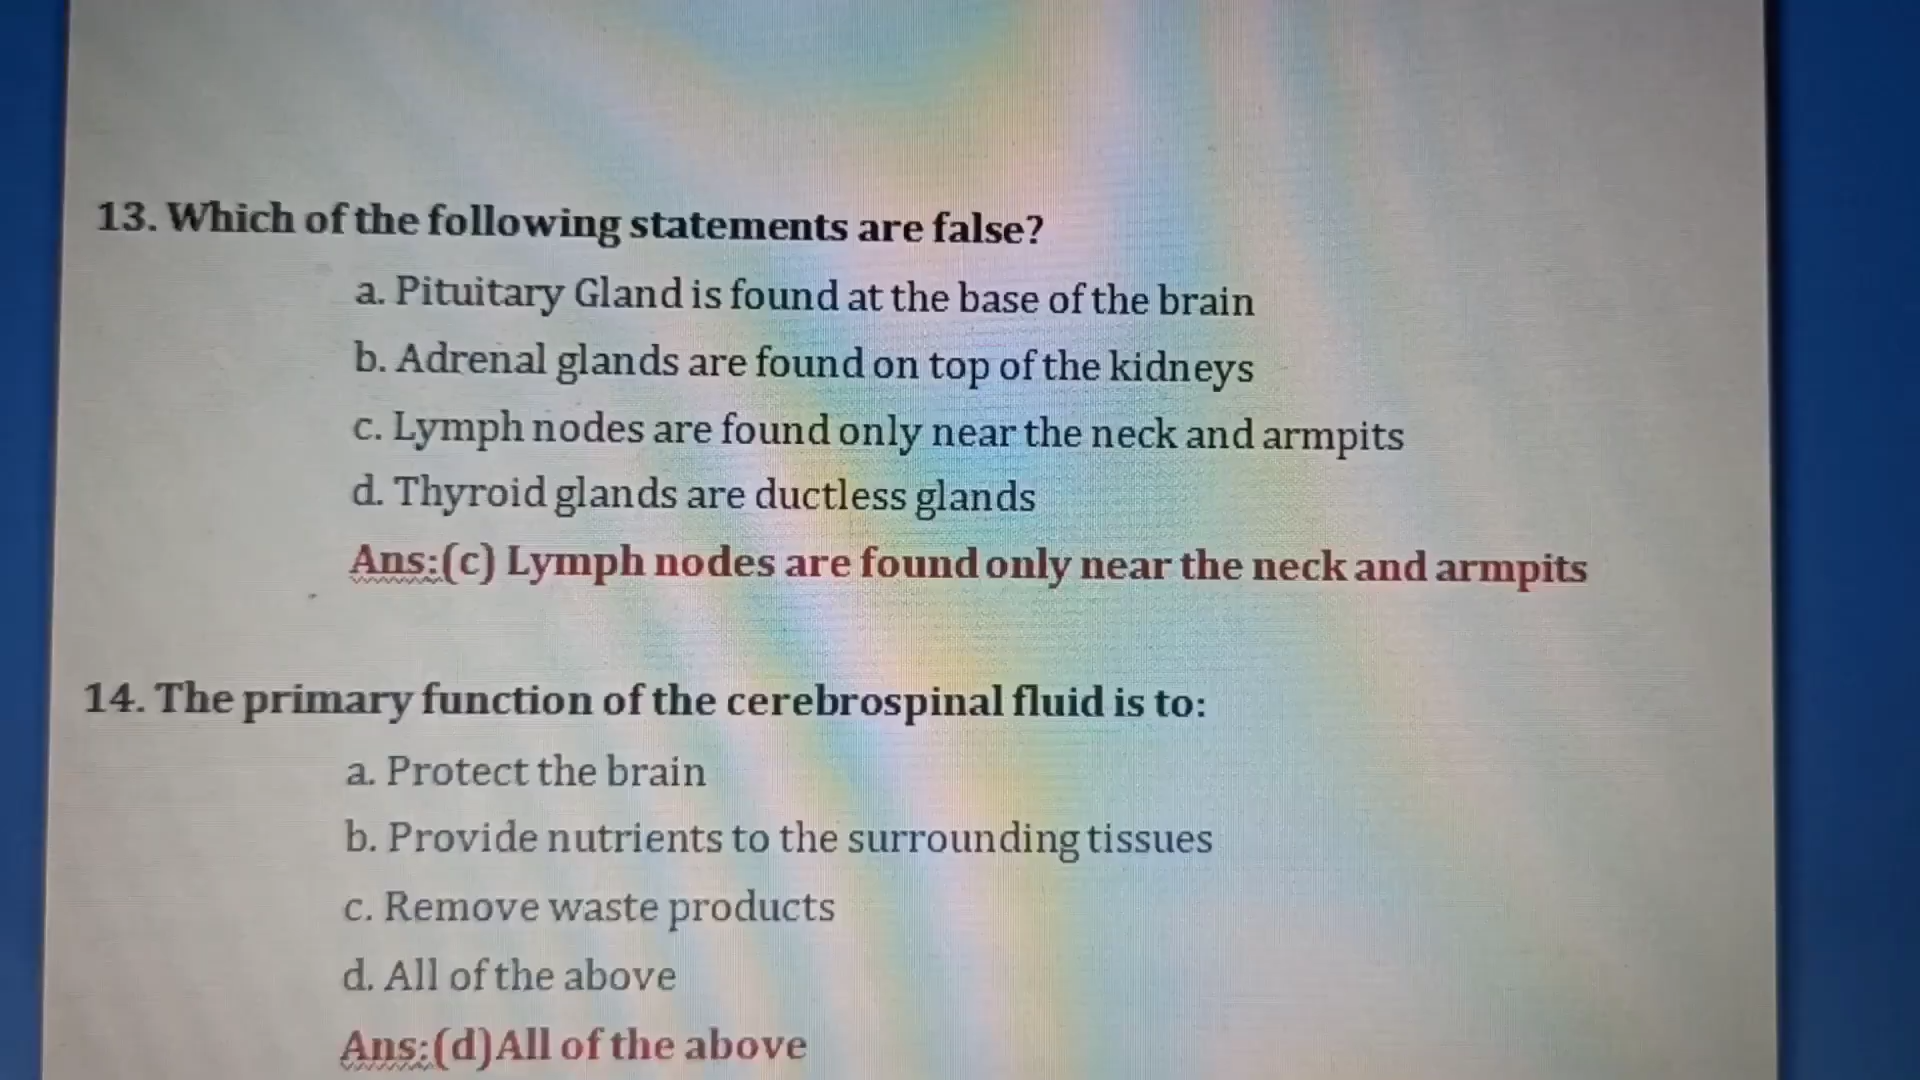 13. Which of the following statements are false?
a. Pituitary Gland is found at the base of the brain
b. Adrenal glands are found on top of the kidneys
c. Lymph nodes are found only near the neck and armpits
d. Thyroid glands are ductless glands
Ans:(c) Lymph nodes are found only near the neck and armpits
14. The primary function of the cerebrospinal fluid is to:
a. Protect the brain
b. Provide nutrients to the surrounding tissues
c. Remove waste products
d. All of the above
Ans:(d)All of the above